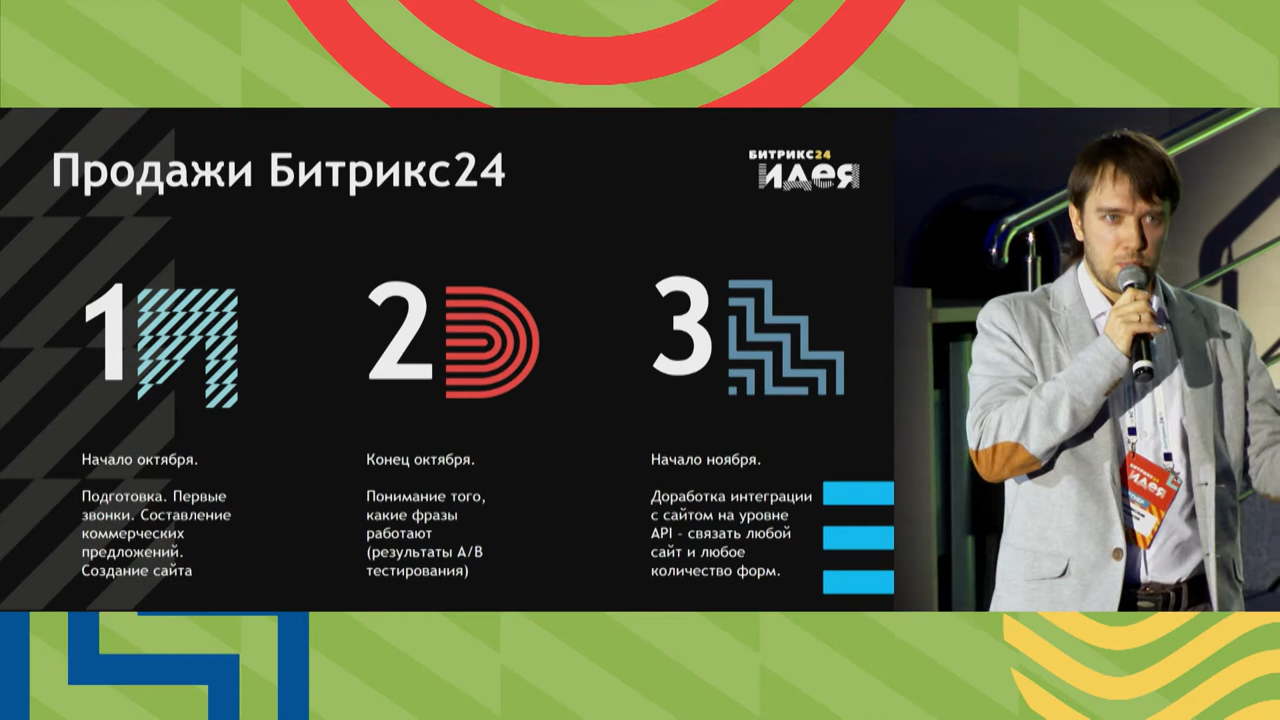 Продажи Битрикс24
БИТРИКС24
идея
1
Начало октября.
Подготовка. Первые
звонки. Составление
коммерческих
предложений.
Создание сайта
2
Конец октября.
Понимание того,
какие фразы
работают
(результаты A/B
тестирования)
3
Начало ноября.
Доработка интеграции
с сайтом на уровне
API – связать любой
сайт и любое
количество форм.
идея